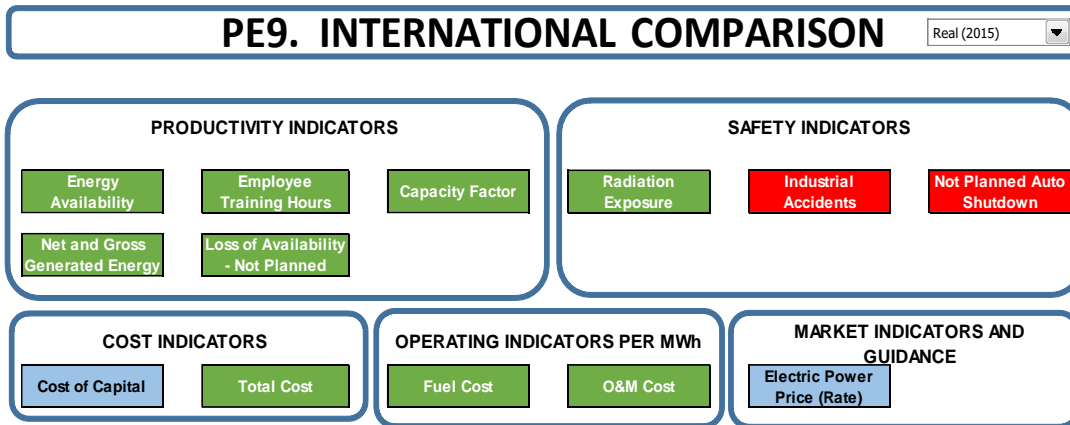 PE9. INTERNATIONAL COMPARISON
Real (2015)
PRODUCTIVITY INDICATORS
Energy
Availability
Employee
Training Hours
Capacity Factor
Net and Gross
Generated Energy
Loss of Availability
- Not Planned
SAFETY INDICATORS
Radiation
Exposure
Industrial
Accidents
Not Planned Auto
Shutdown
COST INDICATORS
Cost of Capital
Total Cost
OPERATING INDICATORS PER MWh
Fuel Cost
O&M Cost
MARKET INDICATORS AND
GUIDANCE
Electric Power
Price (Rate)